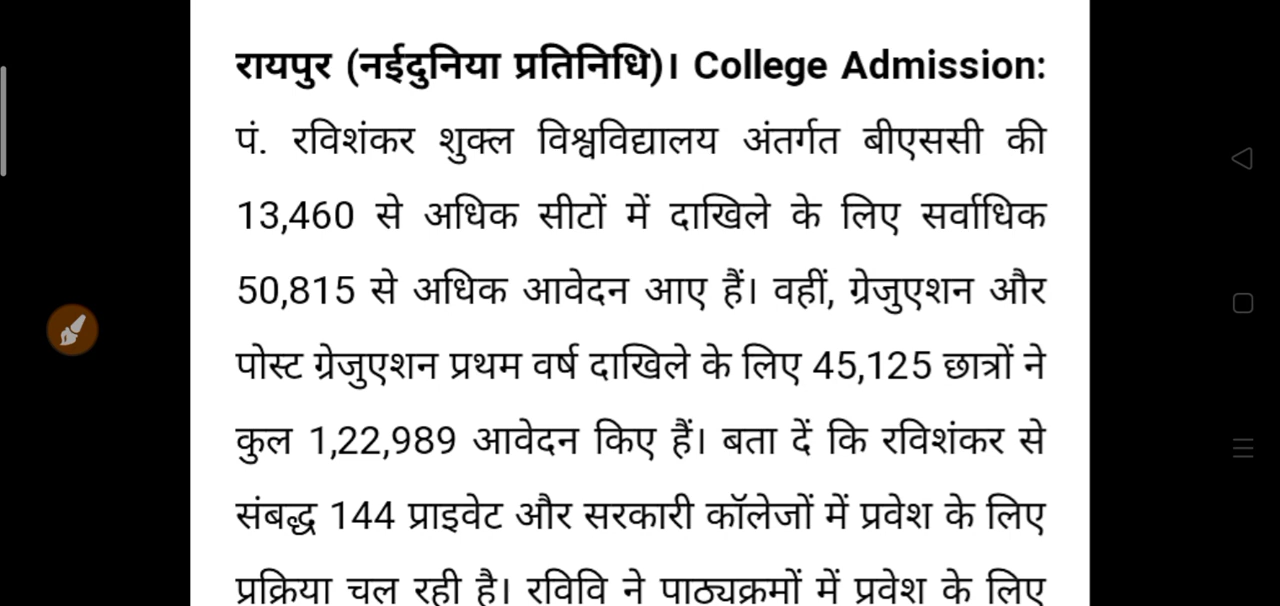 रायपुर (नईदुनिया प्रतिनिधि)। College Admission:
पं. रविशंकर शुक्ल विश्वविद्यालय अंतर्गत बीएससी की
13,460 से अधिक सीटों में दाखिले के लिए सर्वाधिक
50,815 से अधिक आवेदन आए हैं। वहीं, ग्रेजुएशन और
पोस्ट ग्रेजुएशन प्रथम वर्ष दाखिले के लिए 45,125 छात्रों ने
कुल 1,22,989 आवेदन किए हैं। बता दें कि रविशंकर से
संबद्ध 144 प्राइवेट और सरकारी कॉलेजों में प्रवेश के लिए
प्रक्रिया चल रही है। रविवि ने पाठ्यक्रमों में प्रवेश के लिए